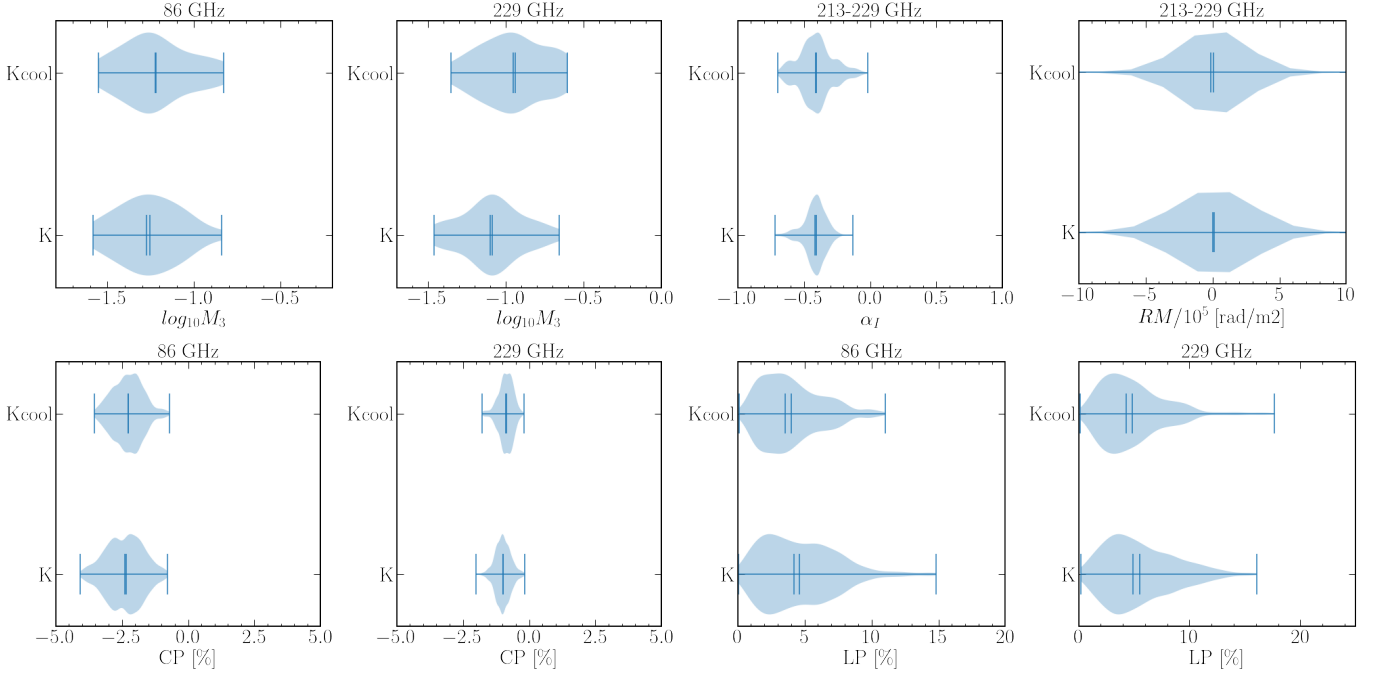 86 GHz
229 GHz
213-229 GHz
213-229 GHz
Kcool
Kcool
Kcool
Kcool
K
K
K
K
−1.5 −1.0 −0.5
−1.5 −1.0 −0.5 0.0
−1.0 −0.5 0.0 0.5 1.0
−10 −5 0 5 10
log₁₀M₃
log₁₀M₃
α_I
RM/10⁵ [rad/m2]
86 GHz
229 GHz
86 GHz
229 GHz
Kcool
Kcool
Kcool
Kcool
K
K
K
K
−5.0 −2.5 0.0 2.5 5.0
−5.0 −2.5 0.0 2.5 5.0
0 5 10 15 20
0 10 20
CP [%]
CP [%]
LP [%]
LP [%]